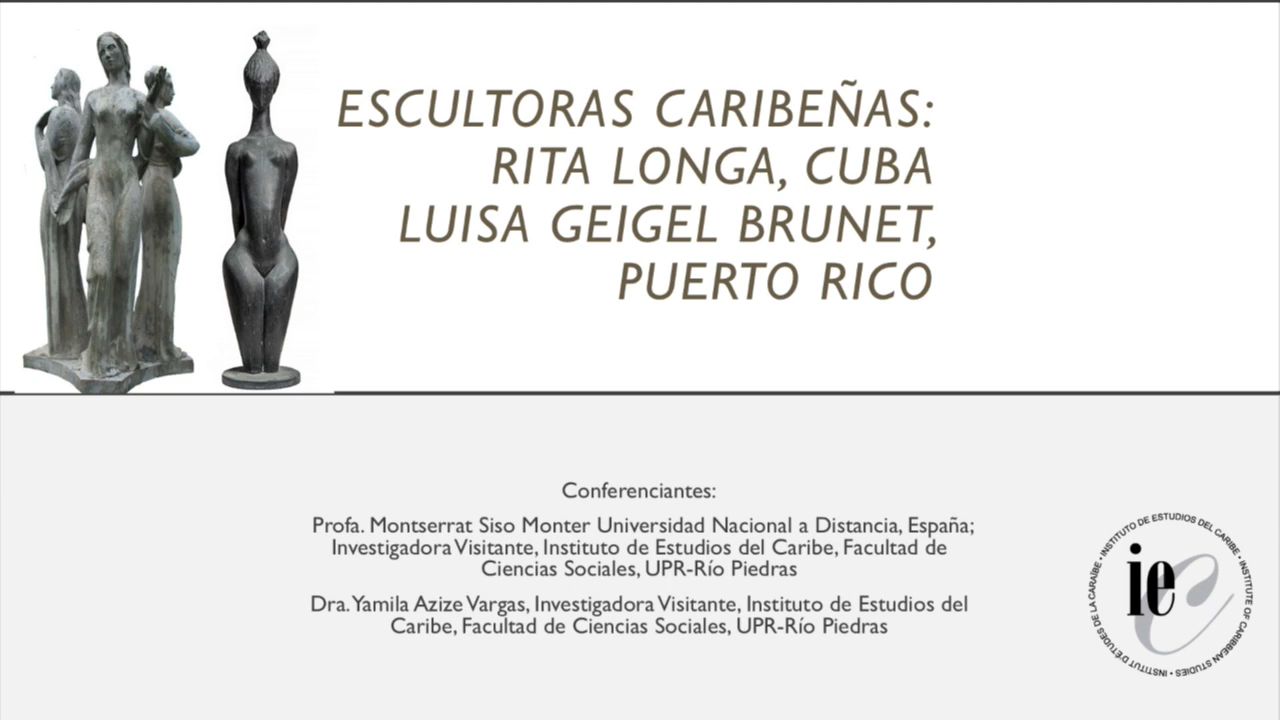 ESCULTORAS CARIBEÑAS:
RITA LONGA, CUBA
LUISA GEIGEL BRUNET,
PUERTO RICO
Conferenciantes:
Profa. Montserrat Siso Monter Universidad Nacional a Distancia, España;
Investigadora Visitante, Instituto de Estudios del Caribe, Facultad de
Ciencias Sociales, UPR-Río Piedras
Dra. Yamila Azize Vargas, Investigadora Visitante, Instituto de Estudios del
Caribe, Facultad de Ciencias Sociales, UPR-Río Piedras
• INSTITUTO DE ESTUDIOS DEL CARIBE • INSTITUTE OF CARIBBEAN STUDIES • INSTITUT D'ÉTUDES DE LA CARAÏBE
ie
C